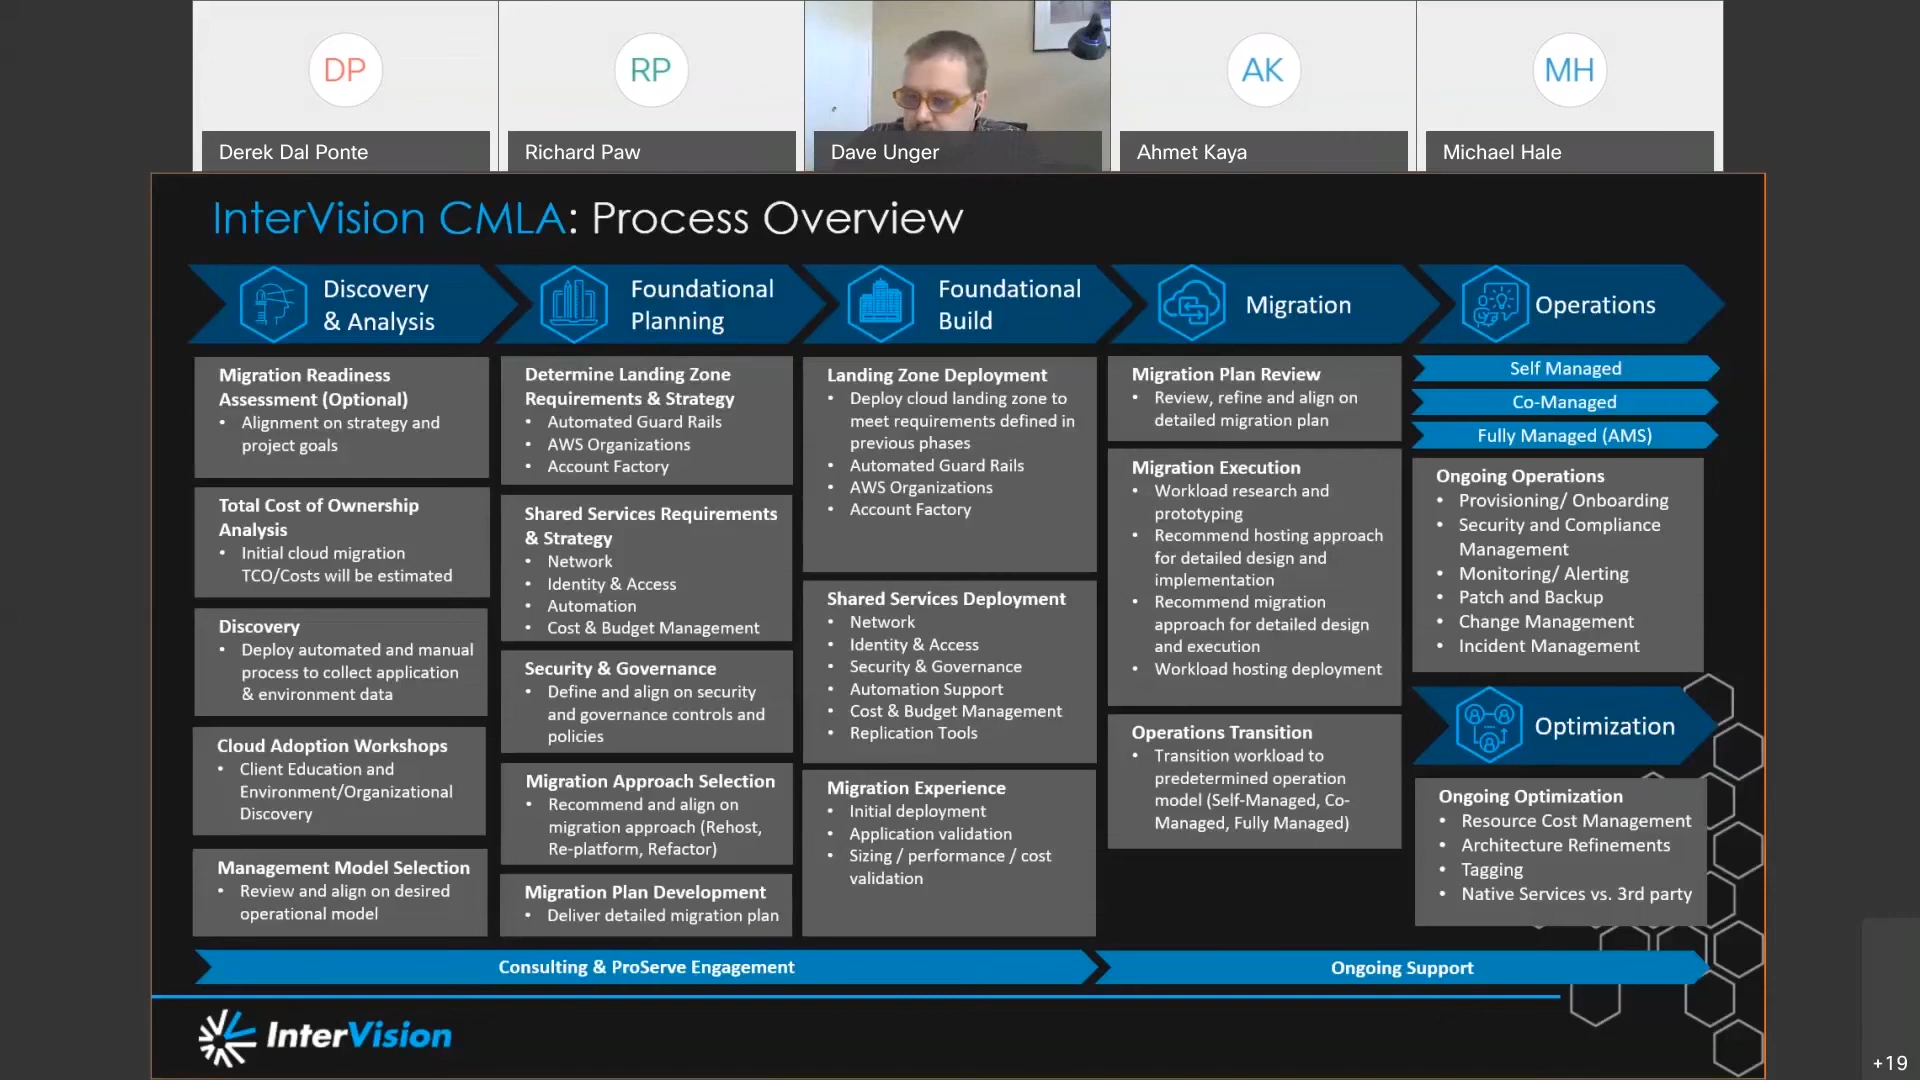 DP
RP
AK
MH
Derek Dal Ponte
Richard Paw
Dave Unger
Ahmet Kaya
Michael Hale
InterVision CMLA: Process Overview
Discovery
& Analysis
Migration Readiness
Assessment (Optional)
• Alignment on strategy and
project goals
Total Cost of Ownership
Analysis
• Initial cloud migration
TCO/Costs will be estimated
Discovery
• Deploy automated and manual
process to collect application
& environment data
Cloud Adoption Workshops
• Client Education and
Environment/Organizational
Discovery
Management Model Selection
• Review and align on desired
operational model
Foundational
Planning
Determine Landing Zone
Requirements & Strategy
• Automated Guard Rails
• AWS Organizations
• Account Factory
Shared Services Requirements
& Strategy
• Network
• Identity & Access
• Automation
• Cost & Budget Management
Security & Governance
• Define and align on security
and governance controls and
policies
Migration Approach Selection
• Recommend and align on
migration approach (Rehost,
Re-platform, Refactor)
Migration Plan Development
• Deliver detailed migration plan
Foundational
Build
Landing Zone Deployment
• Deploy cloud landing zone to
meet requirements defined in
previous phases
• Automated Guard Rails
• AWS Organizations
• Account Factory
Shared Services Deployment
• Network
• Identity & Access
• Security & Governance
• Automation Support
• Cost & Budget Management
• Replication Tools
Migration Experience
• Initial deployment
• Application validation
• Sizing / performance / cost
validation
Migration
Migration Plan Review
• Review, refine and align on
detailed migration plan
Migration Execution
• Workload research and
prototyping
• Recommend hosting approach
for detailed design and
implementation
• Recommend migration
approach for detailed design
and execution
• Workload hosting deployment
Operations Transition
• Transition workload to
predetermined operation
model (Self-Managed, Co-
Managed, Fully Managed)
Operations
Self Managed
Co-Managed
Fully Managed (AMS)
Ongoing Operations
• Provisioning/ Onboarding
• Security and Compliance
Management
• Monitoring/ Alerting
• Patch and Backup
• Change Management
• Incident Management
Optimization
Ongoing Optimization
• Resource Cost Management
• Architecture Refinements
• Tagging
• Native Services vs. 3rd party
Consulting & ProServe Engagement
Ongoing Support
InterVision
+19